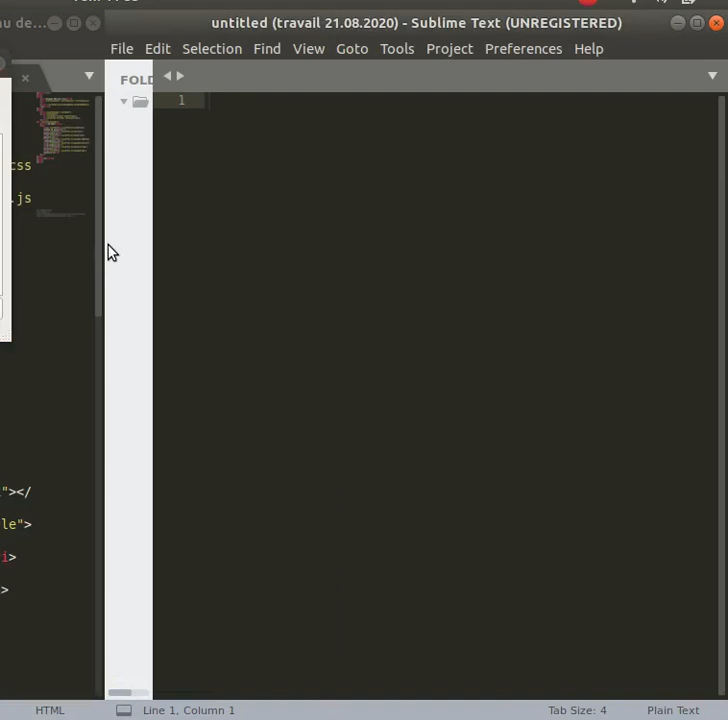 au de...
untitled (travail 21.08.2020) - Sublime Text (UNREGISTERED)
File Edit Selection Find View Goto Tools Project Preferences Help
FOLD
1
css
.js
"></
le">
i>
>
HTML
Line 1, Column 1
Tab Size: 4
Plain Text